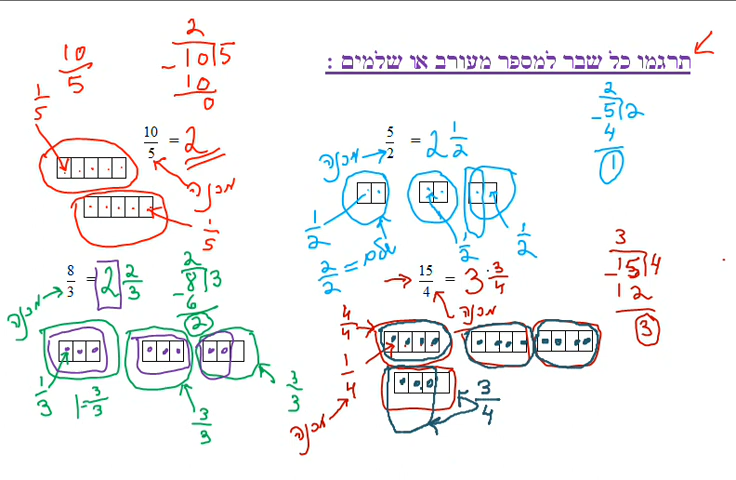 תרגמו כל שבר למספר מעורב או שלמים :
10/5
2
10 5
10
0
1/5
10/5 = 2
מכנה
1/5
5/2 = 2 1/2
מכנה
2
5 2
4
1
1/2
1/2
1/2
2/2 = שלם
8/3 = 2 2/3
מכנה
2
8 3
6
2
1/3
1=3/3
3/3
3/3
15/4 = 3 3/4
מכנה
3
15 4
12
3
4/4
1/4
מכנה
3/4